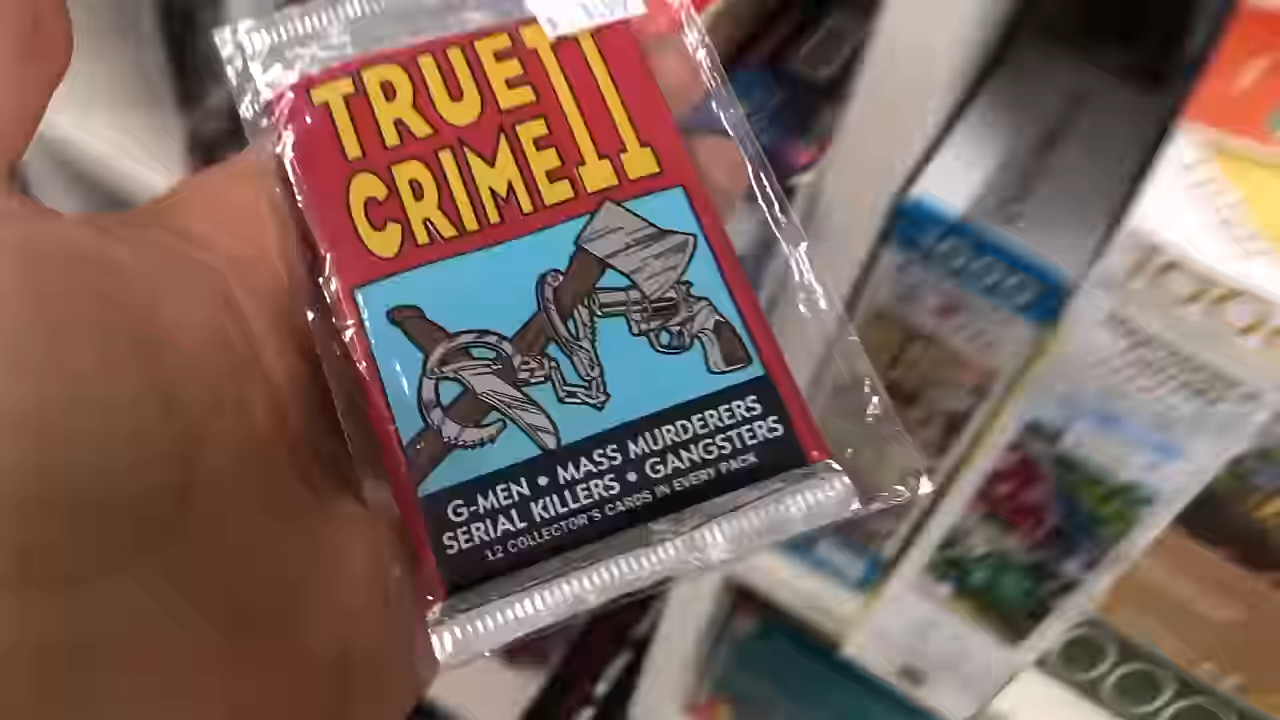 TRUE
CRIME II
G-MEN • MASS MURDERERS
SERIAL KILLERS • GANGSTERS
12 COLLECTOR'S CARDS IN EVERY PACK